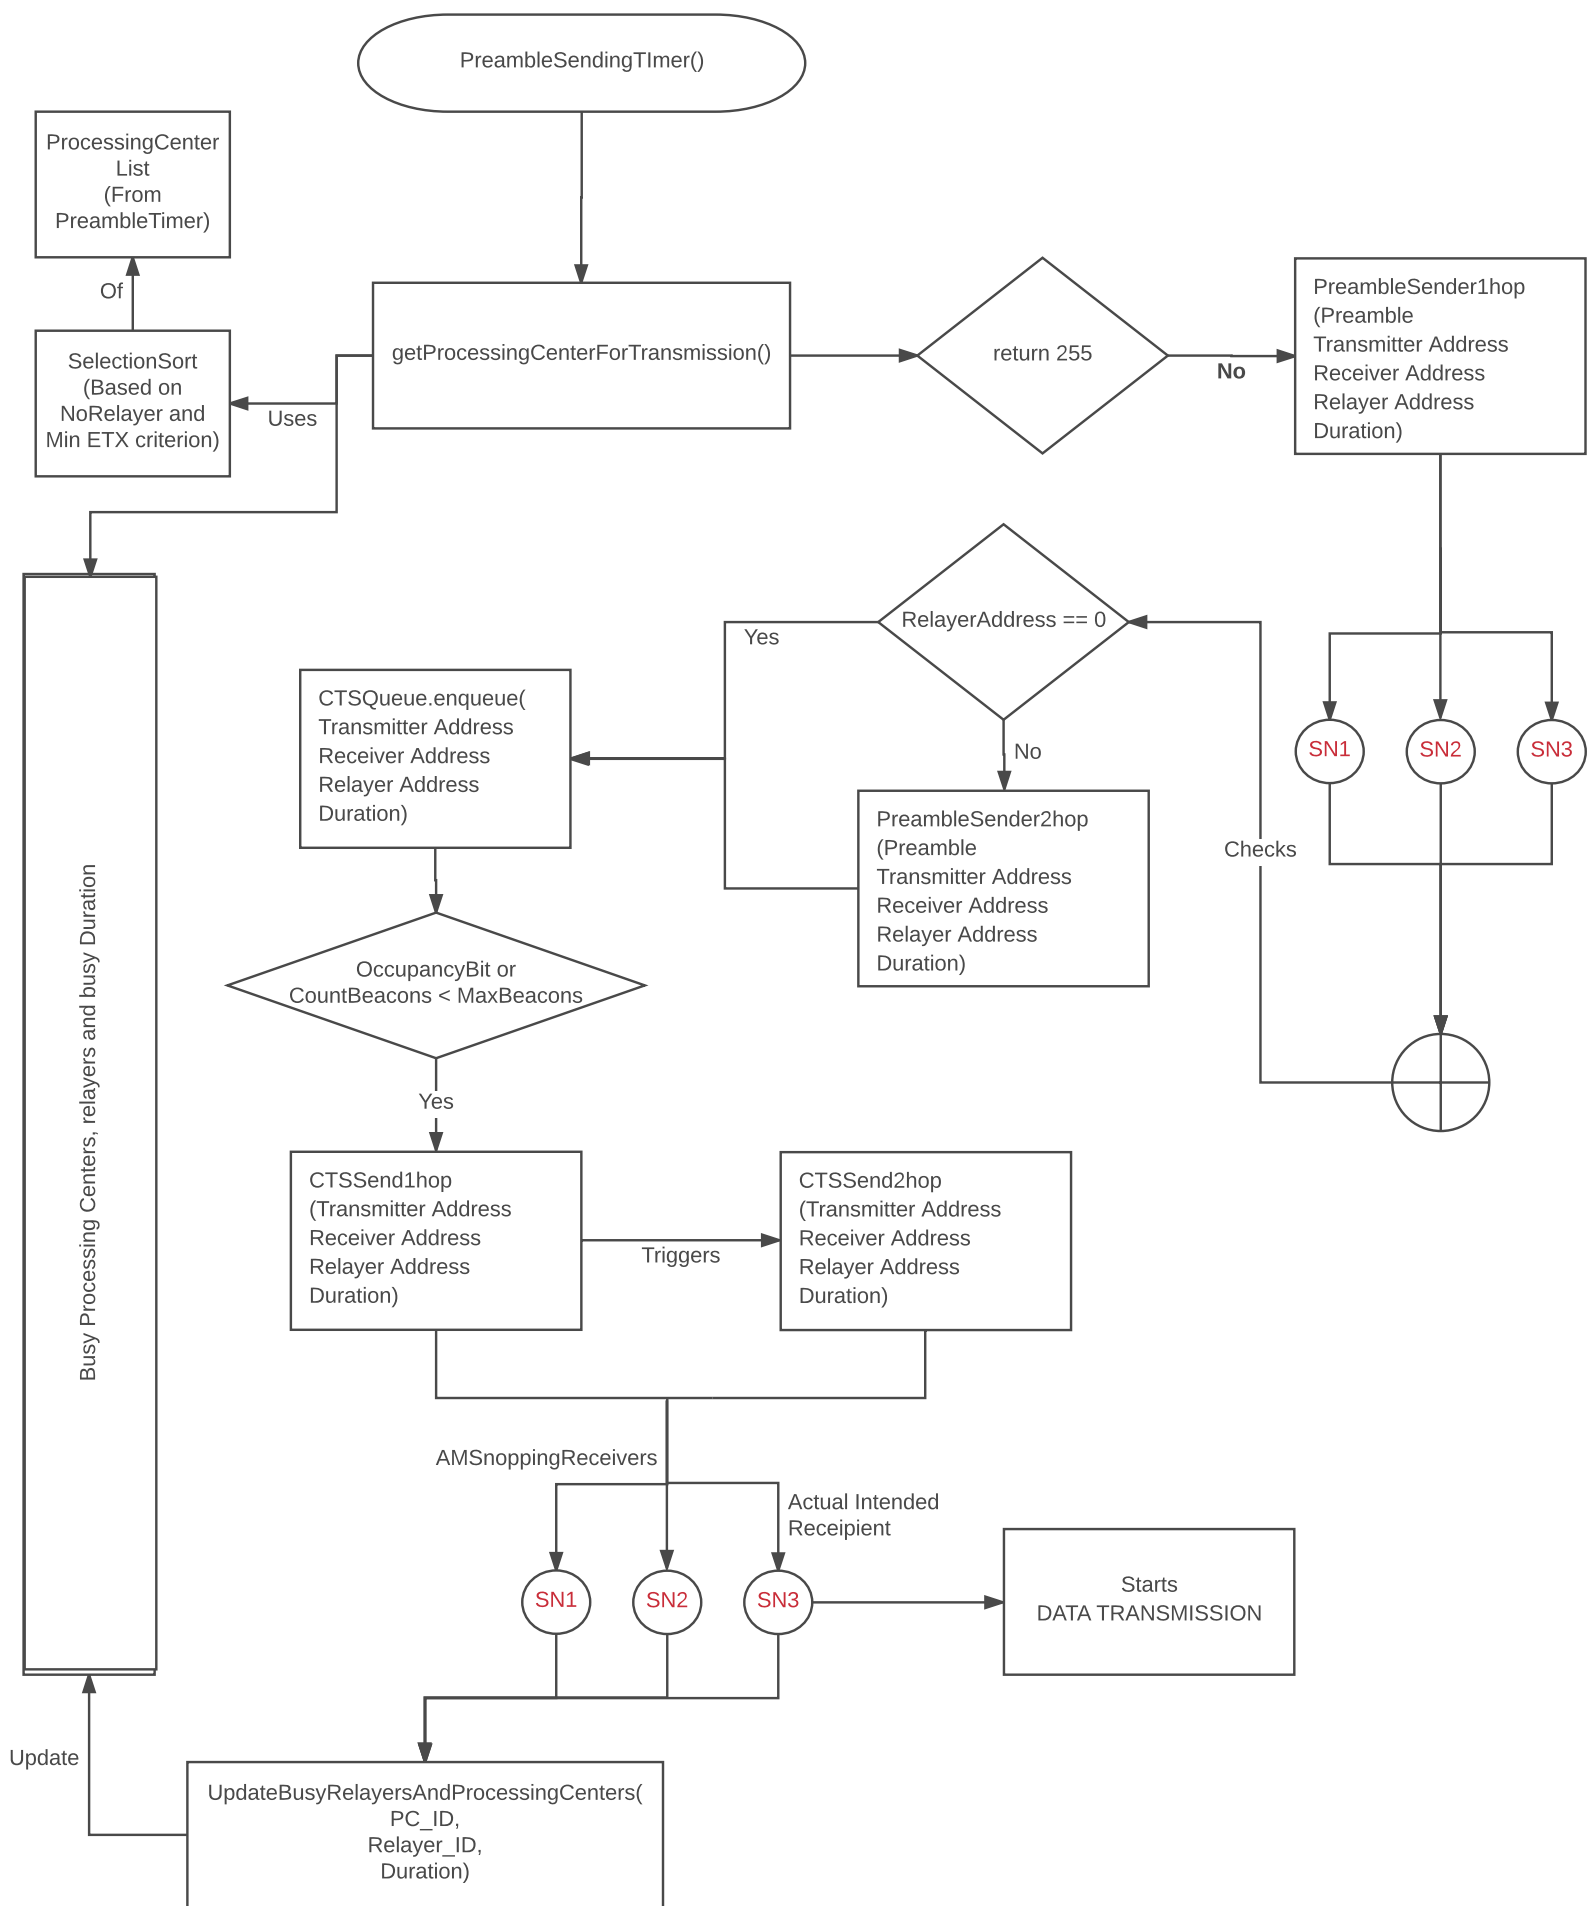 PreambleSendingTImer()
ProcessingCenter
List
(From
PreambleTimer)
Of
SelectionSort
(Based on
NoRelayer and
Min ETX criterion)
Uses
getProcessingCenterForTransmission()
return 255
No
PreambleSender1hop
(Preamble
Transmitter Address
Receiver Address
Relayer Address
Duration)
SN1
SN2
SN3
Checks
RelayerAddress == 0
Yes
No
PreambleSender2hop
(Preamble
Transmitter Address
Receiver Address
Relayer Address
Duration)
CTSQueue.enqueue(
Transmitter Address
Receiver Address
Relayer Address
Duration)
OccupancyBit or
CountBeacons < MaxBeacons
Yes
CTSSend1hop
(Transmitter Address
Receiver Address
Relayer Address
Duration)
Triggers
CTSSend2hop
(Transmitter Address
Receiver Address
Relayer Address
Duration)
AMSnoppingReceivers
Actual Intended
Receipient
SN1
SN2
SN3
Starts
DATA TRANSMISSION
Busy Processing Centers, relayers and busy Duration
Update
UpdateBusyRelayersAndProcessingCenters(
PC_ID,
Relayer_ID,
Duration)